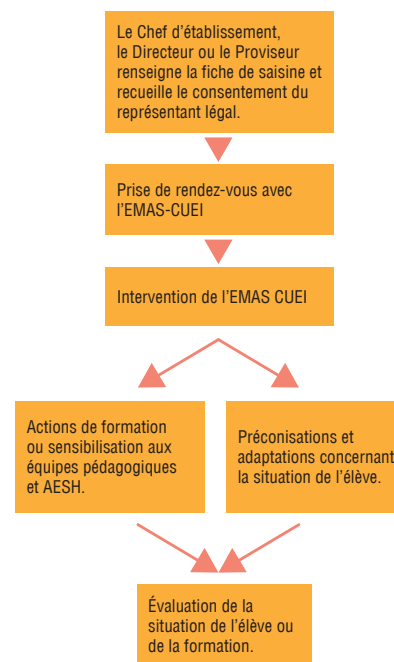 Le Chef d'établissement,
le Directeur ou le Proviseur
renseigne la fiche de saisine et
recueille le consentement du
représentant légal.
Prise de rendez-vous avec
l'EMAS-CUEI
Intervention de l'EMAS CUEI
Actions de formation
ou sensibilisation aux
équipes pédagogiques
et AESH.
Préconisations et
adaptations concernant
la situation de l'élève.
Évaluation de la
situation de l'élève ou
de la formation.